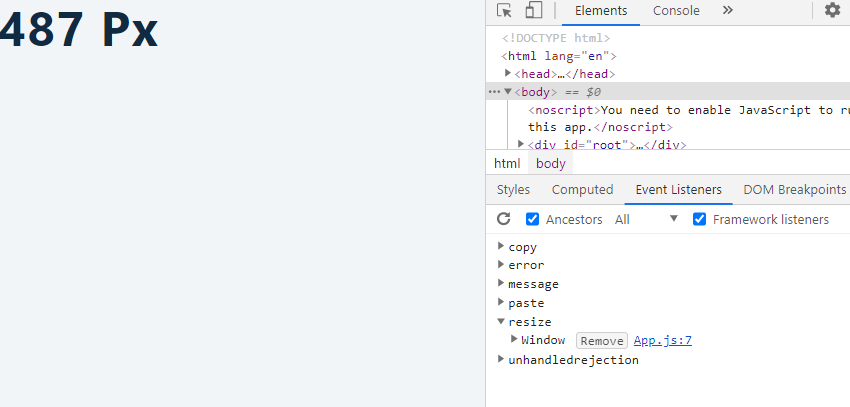 487 Px
Elements Console »
<!DOCTYPE html>
<html lang="en">
<head>…</head>
<body> == $0
<noscript>You need to enable JavaScript to ru
this app.</noscript>
<div id="root">…</div>
html body
Styles Computed Event Listeners DOM Breakpoints
Ancestors All Framework listeners
copy
error
message
paste
resize
Window Remove App.js:7
unhandledrejection